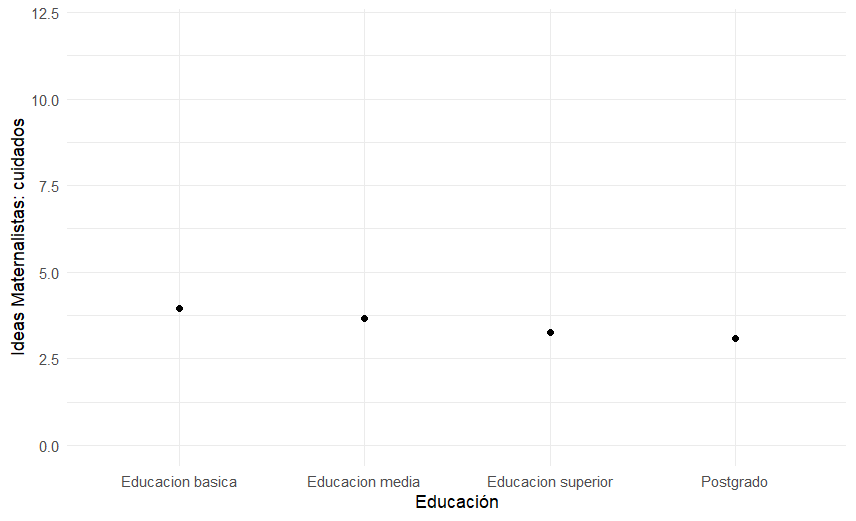 12.5
10.0
7.5
5.0
2.5
0.0
Ideas Maternalistas: cuidados
Educacion basica
Educacion media
Educacion superior
Postgrado
Educación